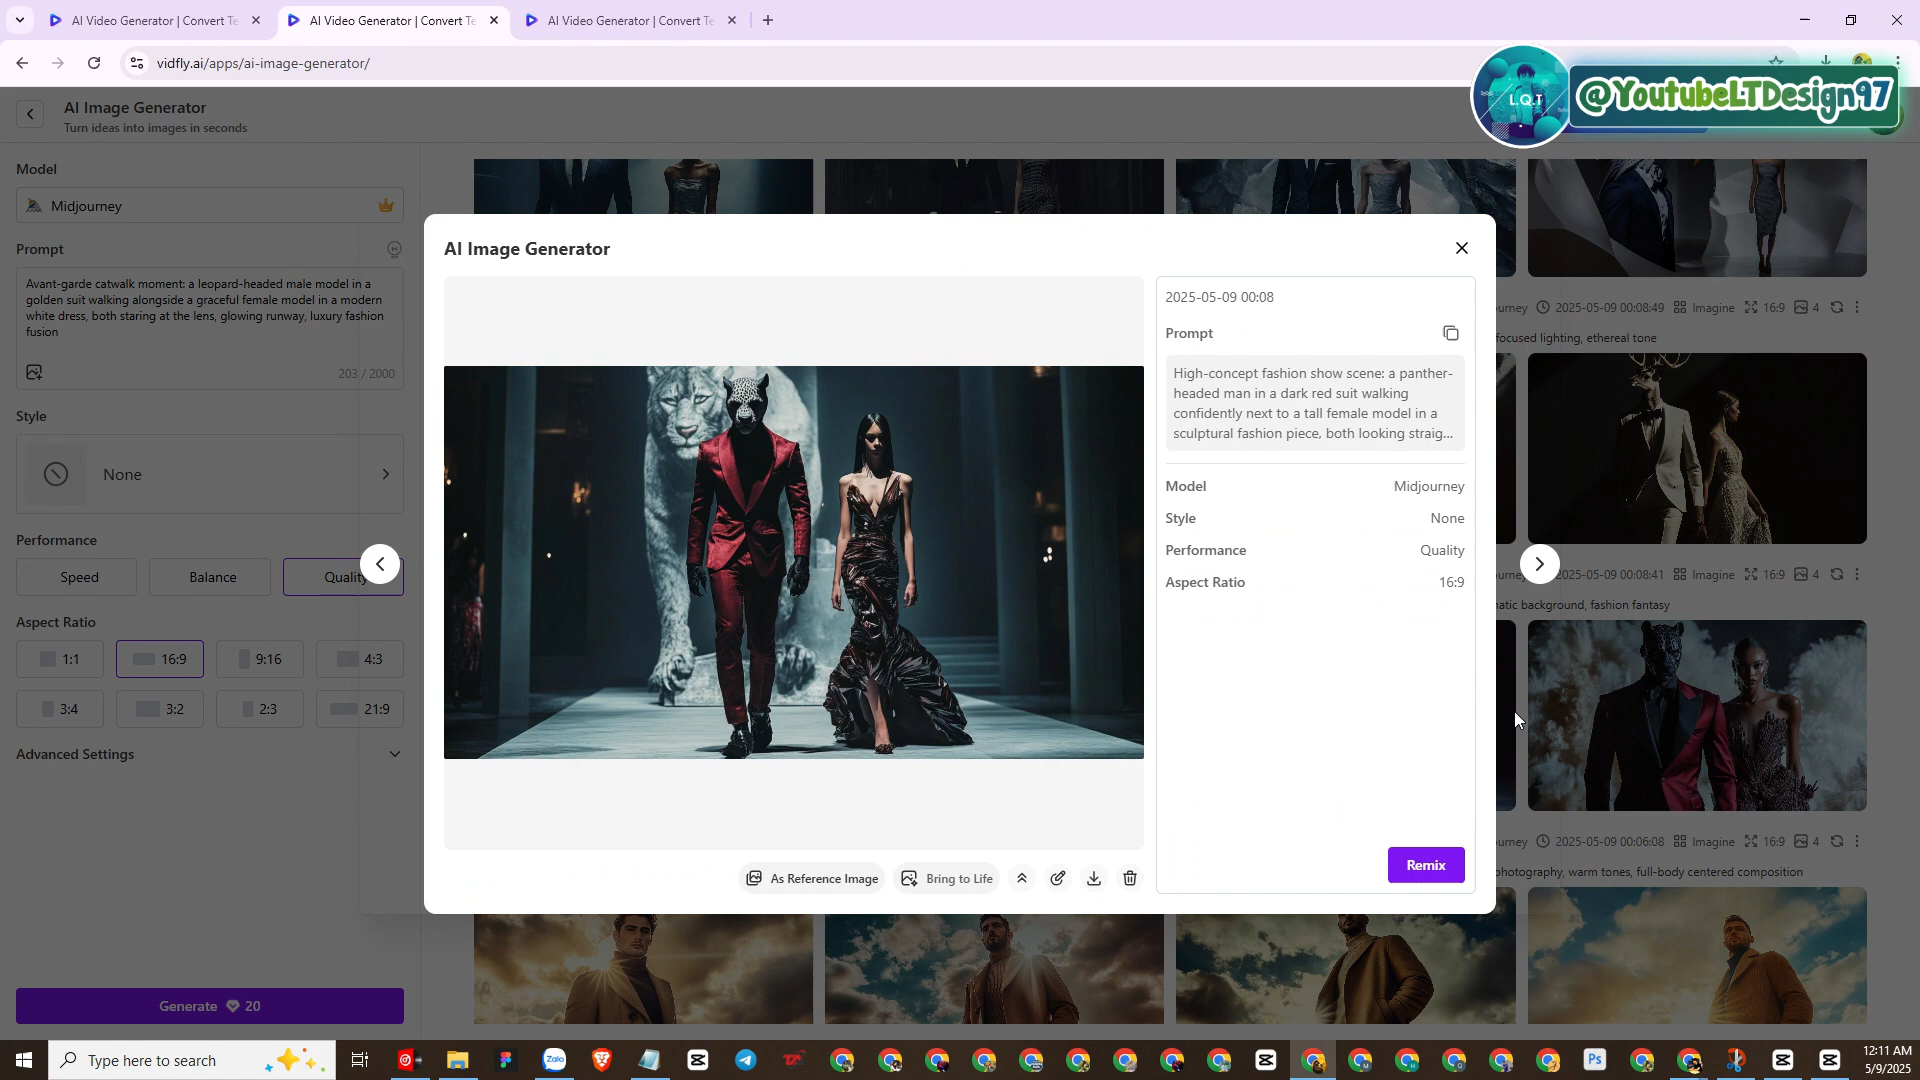 AI Video Generator | Convert Te
AI Video Generator | Convert Te
AI Video Generator | Convert Te
vidfly.ai/apps/ai-image-generator/
L.Q.T
@YoutubeLTDesign97
AI Image Generator
Turn ideas into images in seconds
Model
Midjourney
Prompt
Avant-garde catwalk moment: a leopard-headed male model in a
golden suit walking alongside a graceful female model in a modern
white dress, both staring at the lens, glowing runway, luxury fashion
fusion
203 / 2000
Style
None
Performance
Speed
Balance
Quality
Aspect Ratio
1:1
16:9
9:16
4:3
3:4
3:2
2:3
21:9
Advanced Settings
Generate 20
AI Image Generator
2025-05-09 00:08
Prompt
High-concept fashion show scene: a panther-
headed man in a dark red suit walking
confidently next to a tall female model in a
sculptural fashion piece, both looking straig...
Model Midjourney
Style None
Performance Quality
Aspect Ratio 16:9
Remix
As Reference Image
Bring to Life
urney 2025-05-09 00:08:49 Imagine 16:9 4
focused lighting, ethereal tone
urney 2025-05-09 00:08:41 Imagine 16:9 4
atic background, fashion fantasy
urney 2025-05-09 00:06:08 Imagine 16:9 4
photography, warm tones, full-body centered composition
Type here to search
Zalo
Ps
12:11 AM
5/9/2025